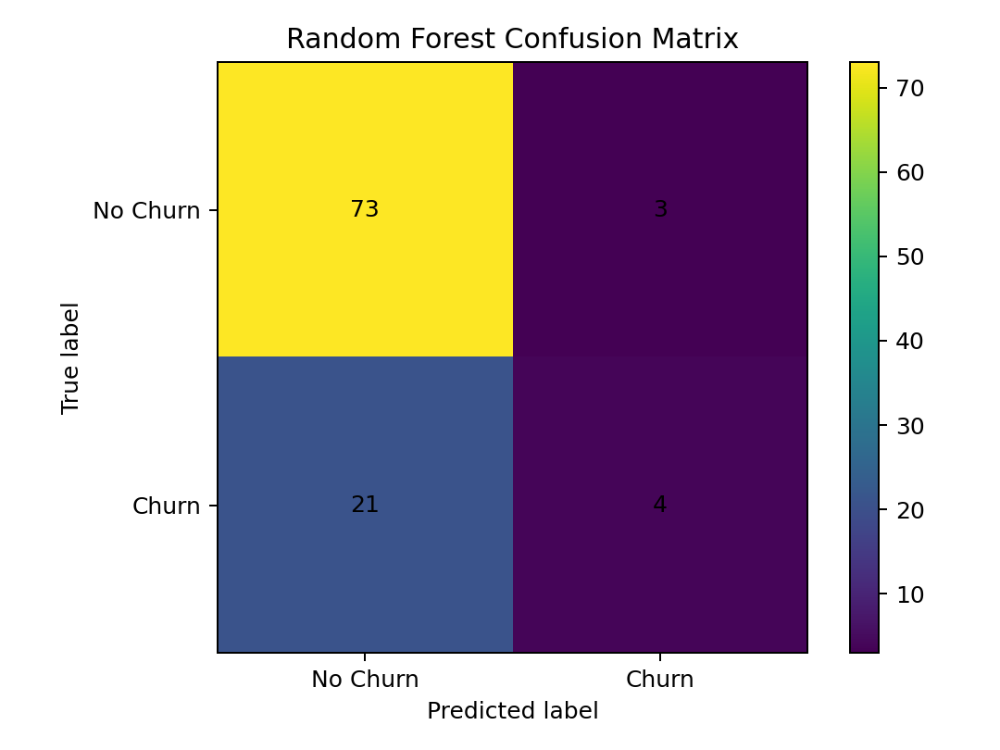 Random Forest Confusion Matrix
True label
No Churn
Churn
73
3
21
4
No Churn
Churn
Predicted label
70
60
50
40
30
20
10